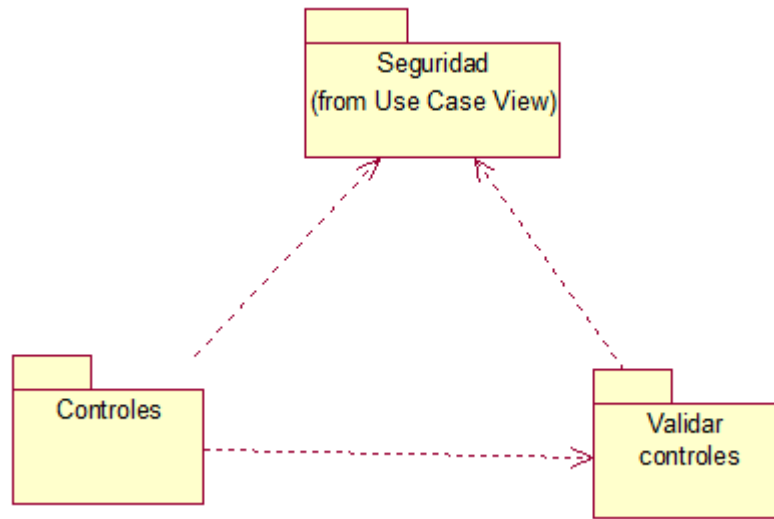 Seguridad
(from Use Case View)
Controles
Validar
controles